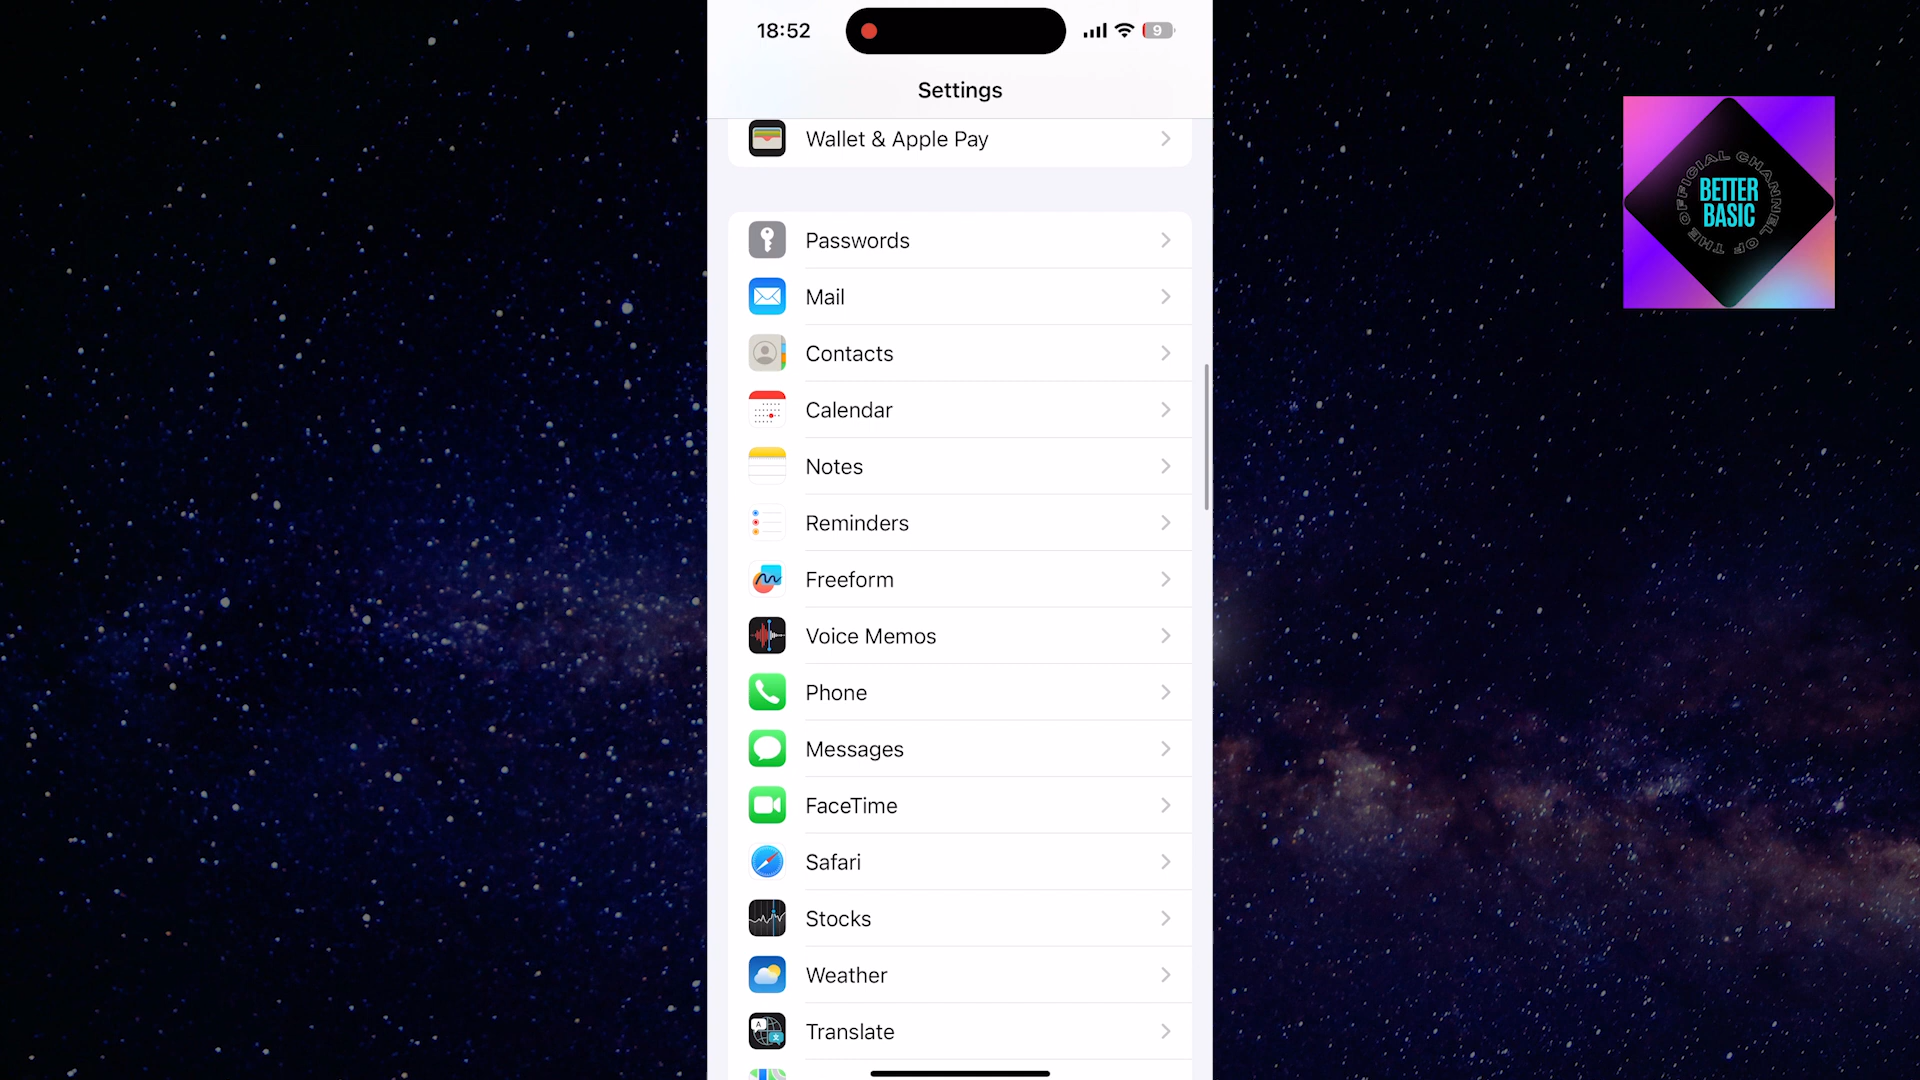 18:52
9
Settings
Wallet & Apple Pay
Passwords
Mail
Contacts
Calendar
Notes
Reminders
Freeform
Voice Memos
Phone
Messages
FaceTime
Safari
Stocks
Weather
Translate
OFFICIAL CHANNEL OF THE
BETTER
BASIC